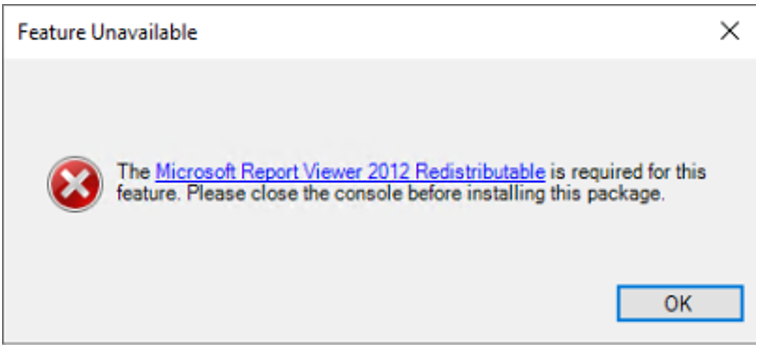 Feature Unavailable
The Microsoft Report Viewer 2012 Redistributable is required for this
feature. Please close the console before installing this package.
OK